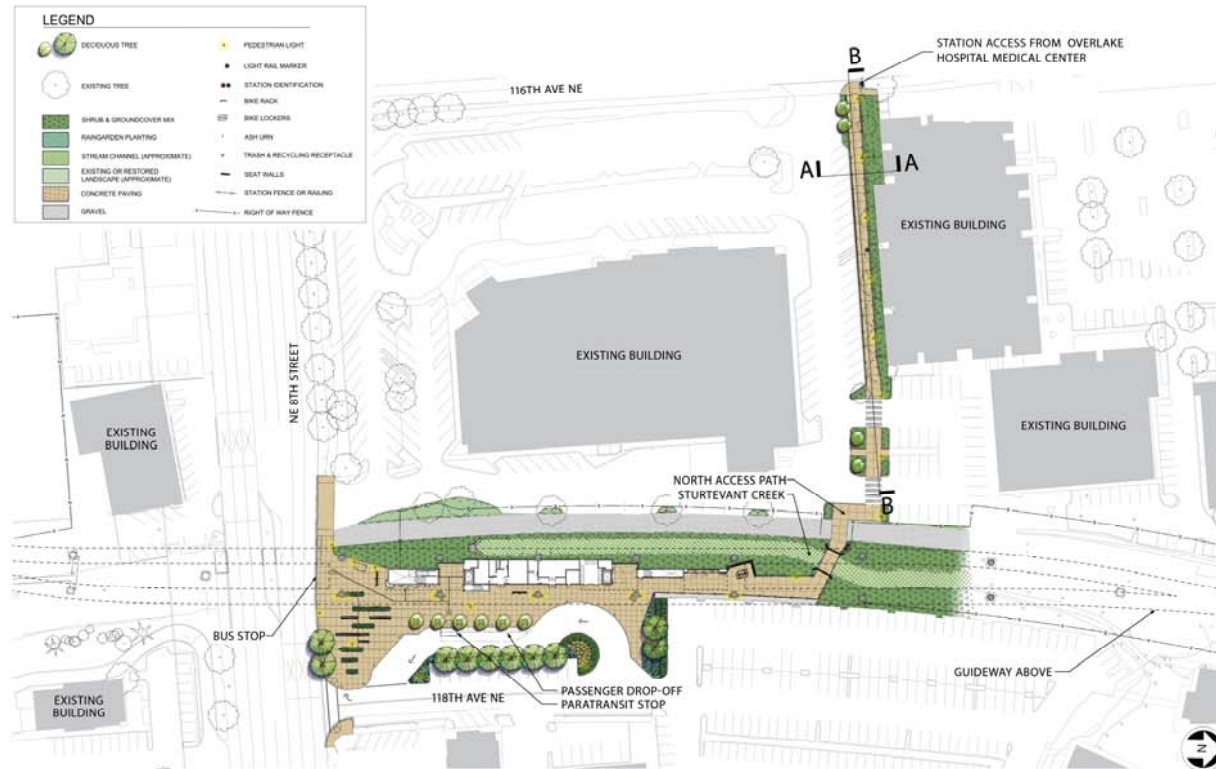 LEGEND
DECIDUOUS TREE
EXISTING TREE
SHRUB & GROUNDCOVER MIX
RAINGARDEN PLANTING
STREAM CHANNEL (APPROXIMATE)
EXISTING OR RESTORED
LANDSCAPE (APPROXIMATE)
CONCRETE PAVING
GRAVEL
PEDESTRIAN LIGHT
LIGHT RAIL MARKER
STATION IDENTIFICATION
BIKE RACK
BIKE LOCKERS
ASH URN
TRASH & RECYCLING RECEPTACLE
SEAT WALLS
STATION FENCE OR RAILING
RIGHT OF WAY FENCE
116TH AVE NE
B
STATION ACCESS FROM OVERLAKE
HOSPITAL MEDICAL CENTER
A
A
EXISTING BUILDING
EXISTING BUILDING
NE 8TH STREET
EXISTING
BUILDING
EXISTING BUILDING
NORTH ACCESS PATH
STURTEVANT CREEK
B
BUS STOP
GUIDEWAY ABOVE
EXISTING
BUILDING
118TH AVE NE
PASSENGER DROP-OFF
PARATRANSIT STOP
N